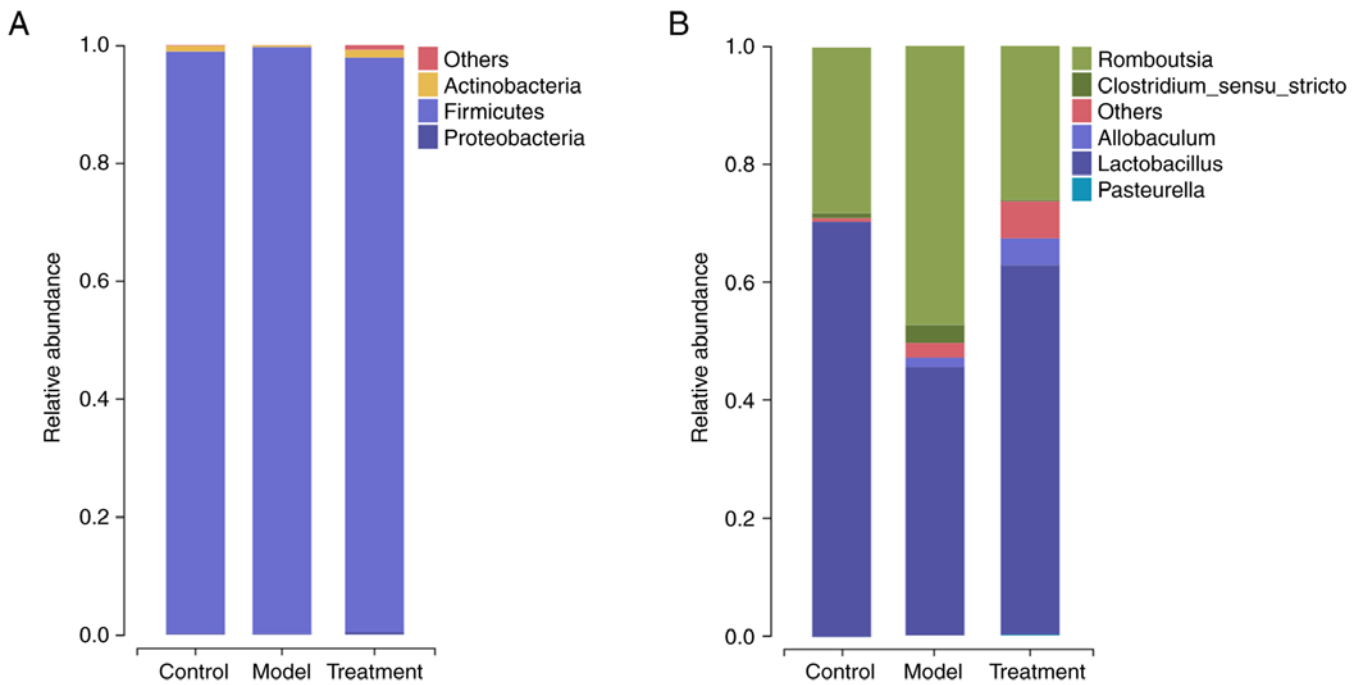 A
Relative abundance
1.0
0.8
0.6
0.4
0.2
0.0
Control
Model
Treatment
Others
Actinobacteria
Firmicutes
Proteobacteria
B
Relative abundance
1.0
0.8
0.6
0.4
0.2
0.0
Control
Model
Treatment
Romboutsia
Clostridium_sensu_stricto
Others
Allobaculum
Lactobacillus
Pasteurella